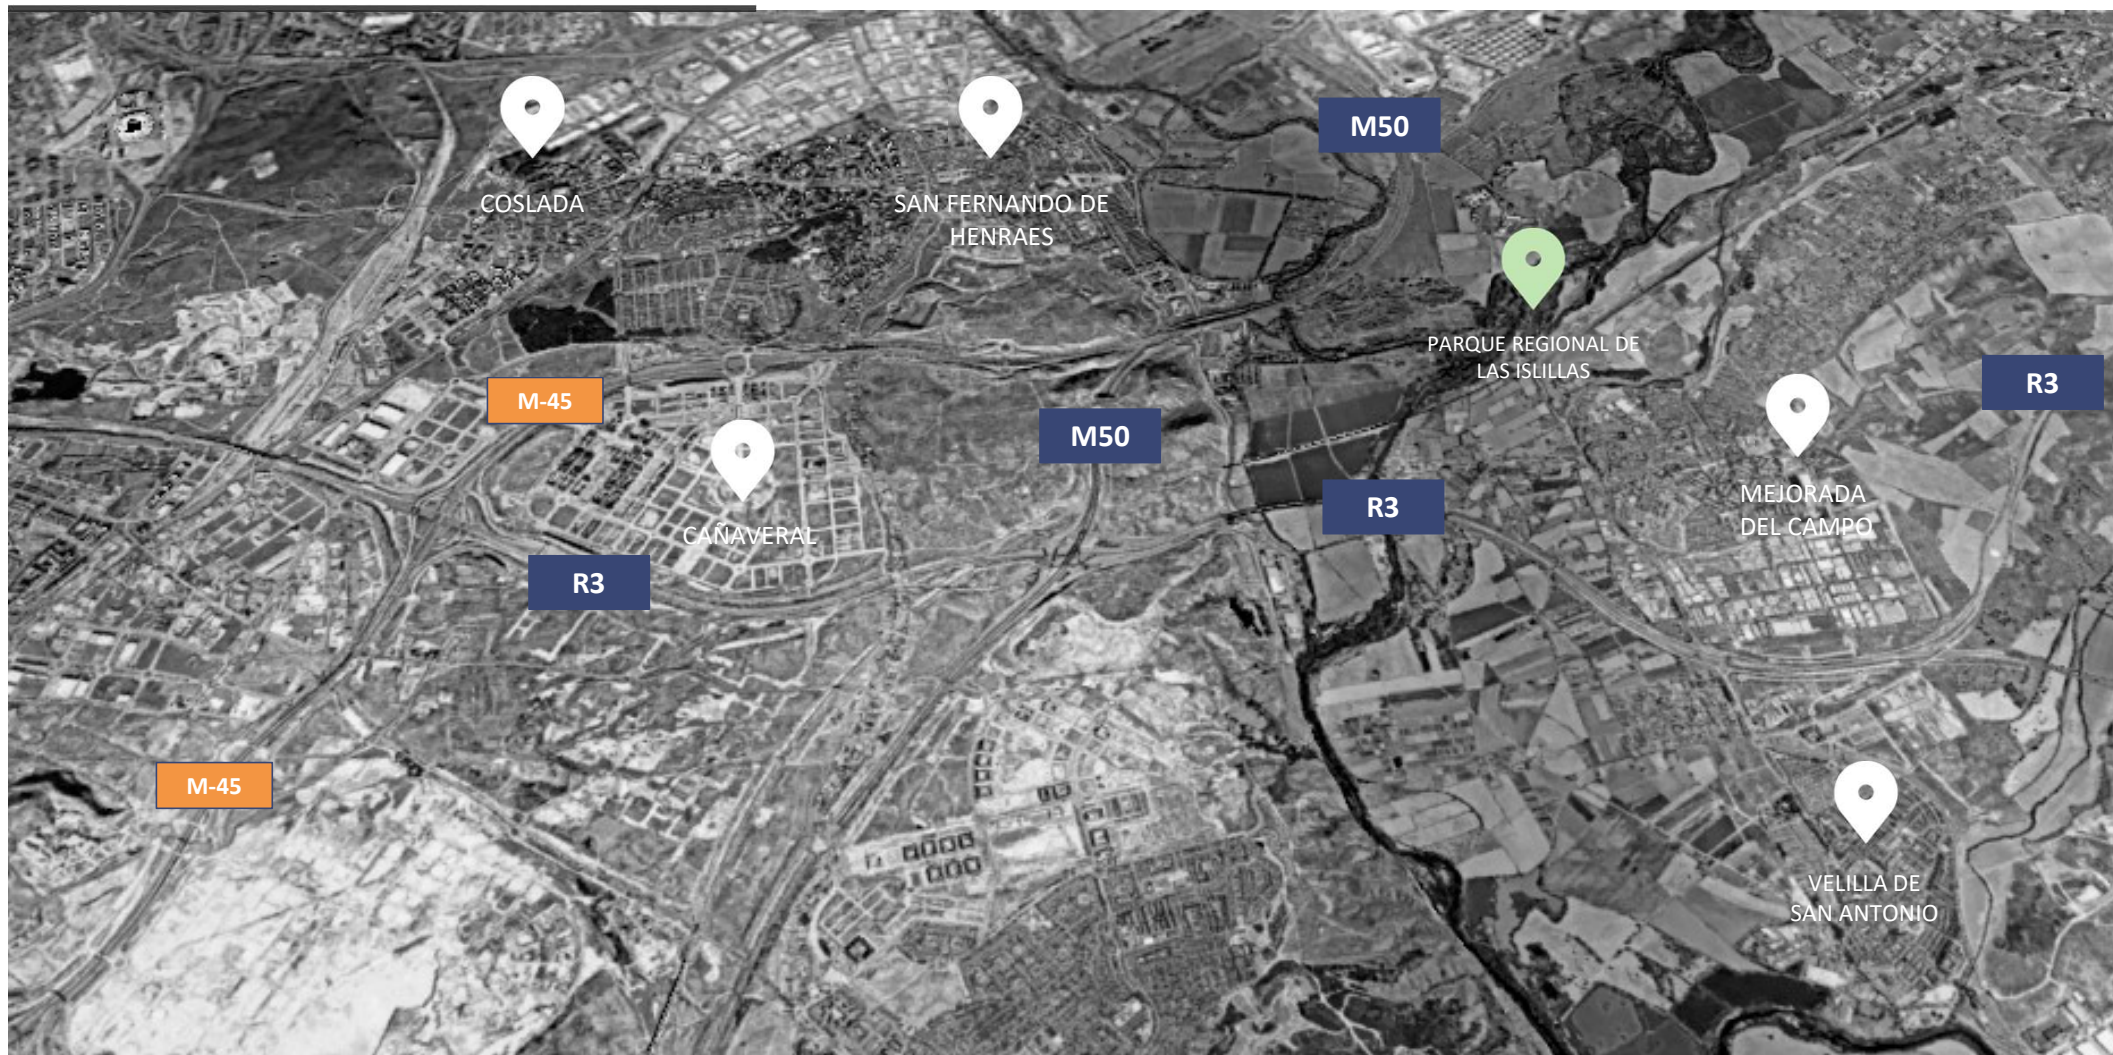 M50
COSLADA
SAN FERNANDO DE
HENRAES
PARQUE REGIONAL DE
LAS ISLILLAS
R3
M-45
M50
MEJORADA
DEL CAMPO
R3
CAÑAVERAL
R3
M-45
VELILLA DE
SAN ANTONIO